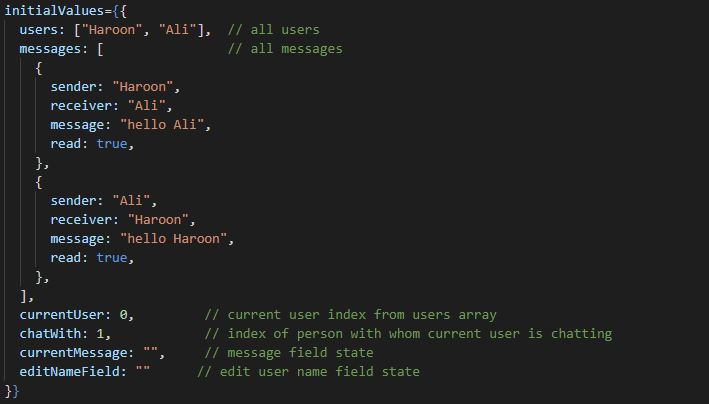 initialValues={{
  users: ["Haroon", "Ali"],  // all users
  messages: [                // all messages
    {
      sender: "Haroon",
      receiver: "Ali",
      message: "hello Ali",
      read: true,
    },
    {
      sender: "Ali",
      receiver: "Haroon",
      message: "hello Haroon",
      read: true,
    },
  ],
  currentUser: 0,         // current user index from users array
  chatWith: 1,            // index of person with whom current user is chatting
  currentMessage: "",     // message field state
  editNameField: ""      // edit user name field state
}}